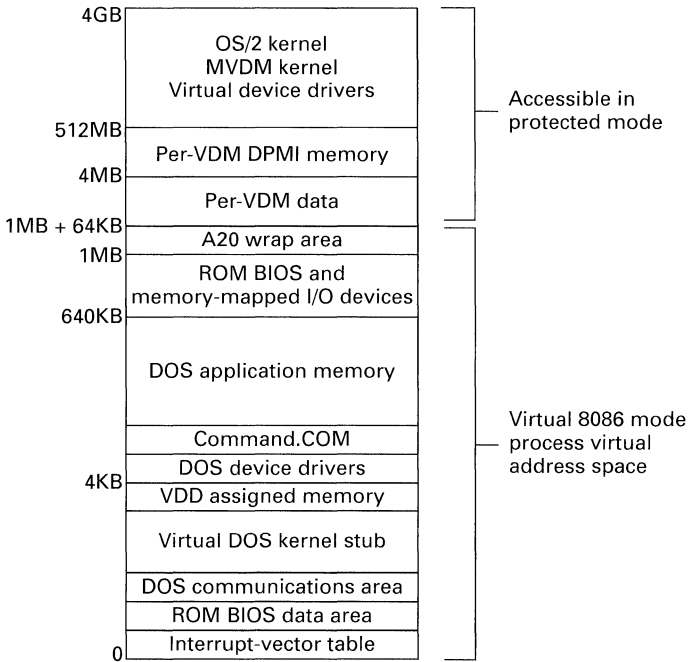 4GB
OS/2 kernel
MVDM kernel
Virtual device drivers
Accessible in
protected mode
512MB
Per-VDM DPMI memory
4MB
Per-VDM data
1MB + 64KB
A20 wrap area
1MB
ROM BIOS and
memory-mapped I/O devices
640KB
DOS application memory
Command.COM
Virtual 8086 mode
process virtual
address space
DOS device drivers
4KB
VDD assigned memory
Virtual DOS kernel stub
DOS communications area
ROM BIOS data area
Interrupt-vector table
0